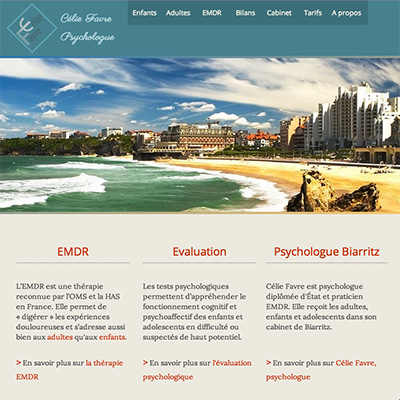 Célie Favre
Psychologue
Enfants Adultes EMDR Bilans Cabinet Tarifs A propos
EMDR
L'EMDR est une thérapie
reconnue par l'OMS et la HAS
en France. Elle permet de
« digérer » les expériences
douloureuses et s'adresse aussi
bien aux adultes qu'aux enfants.
> En savoir plus sur la thérapie
EMDR
Evaluation
Les tests psychologiques
permettent d'appréhender le
fonctionnement cognitif et
psychoaffectif des enfants et
adolescents en difficulté ou
suspectés de haut potentiel.
> En savoir plus sur l'évaluation
psychologique
Psychologue Biarritz
Célie Favre est psychologue
diplômée d'État et praticien
EMDR. Elle reçoit les adultes,
enfants et adolescents dans son
cabinet de Biarritz.
> En savoir plus sur Célie Favre,
psychologue